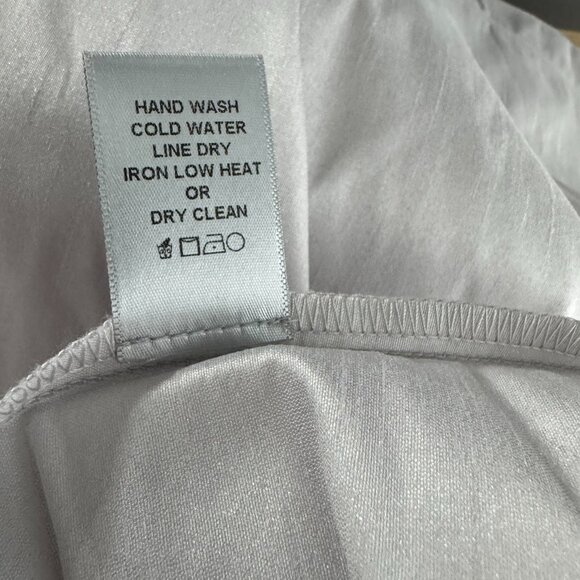 HAND WASH
COLD WATER
LINE DRY
IRON LOW HEAT
OR
DRY CLEAN